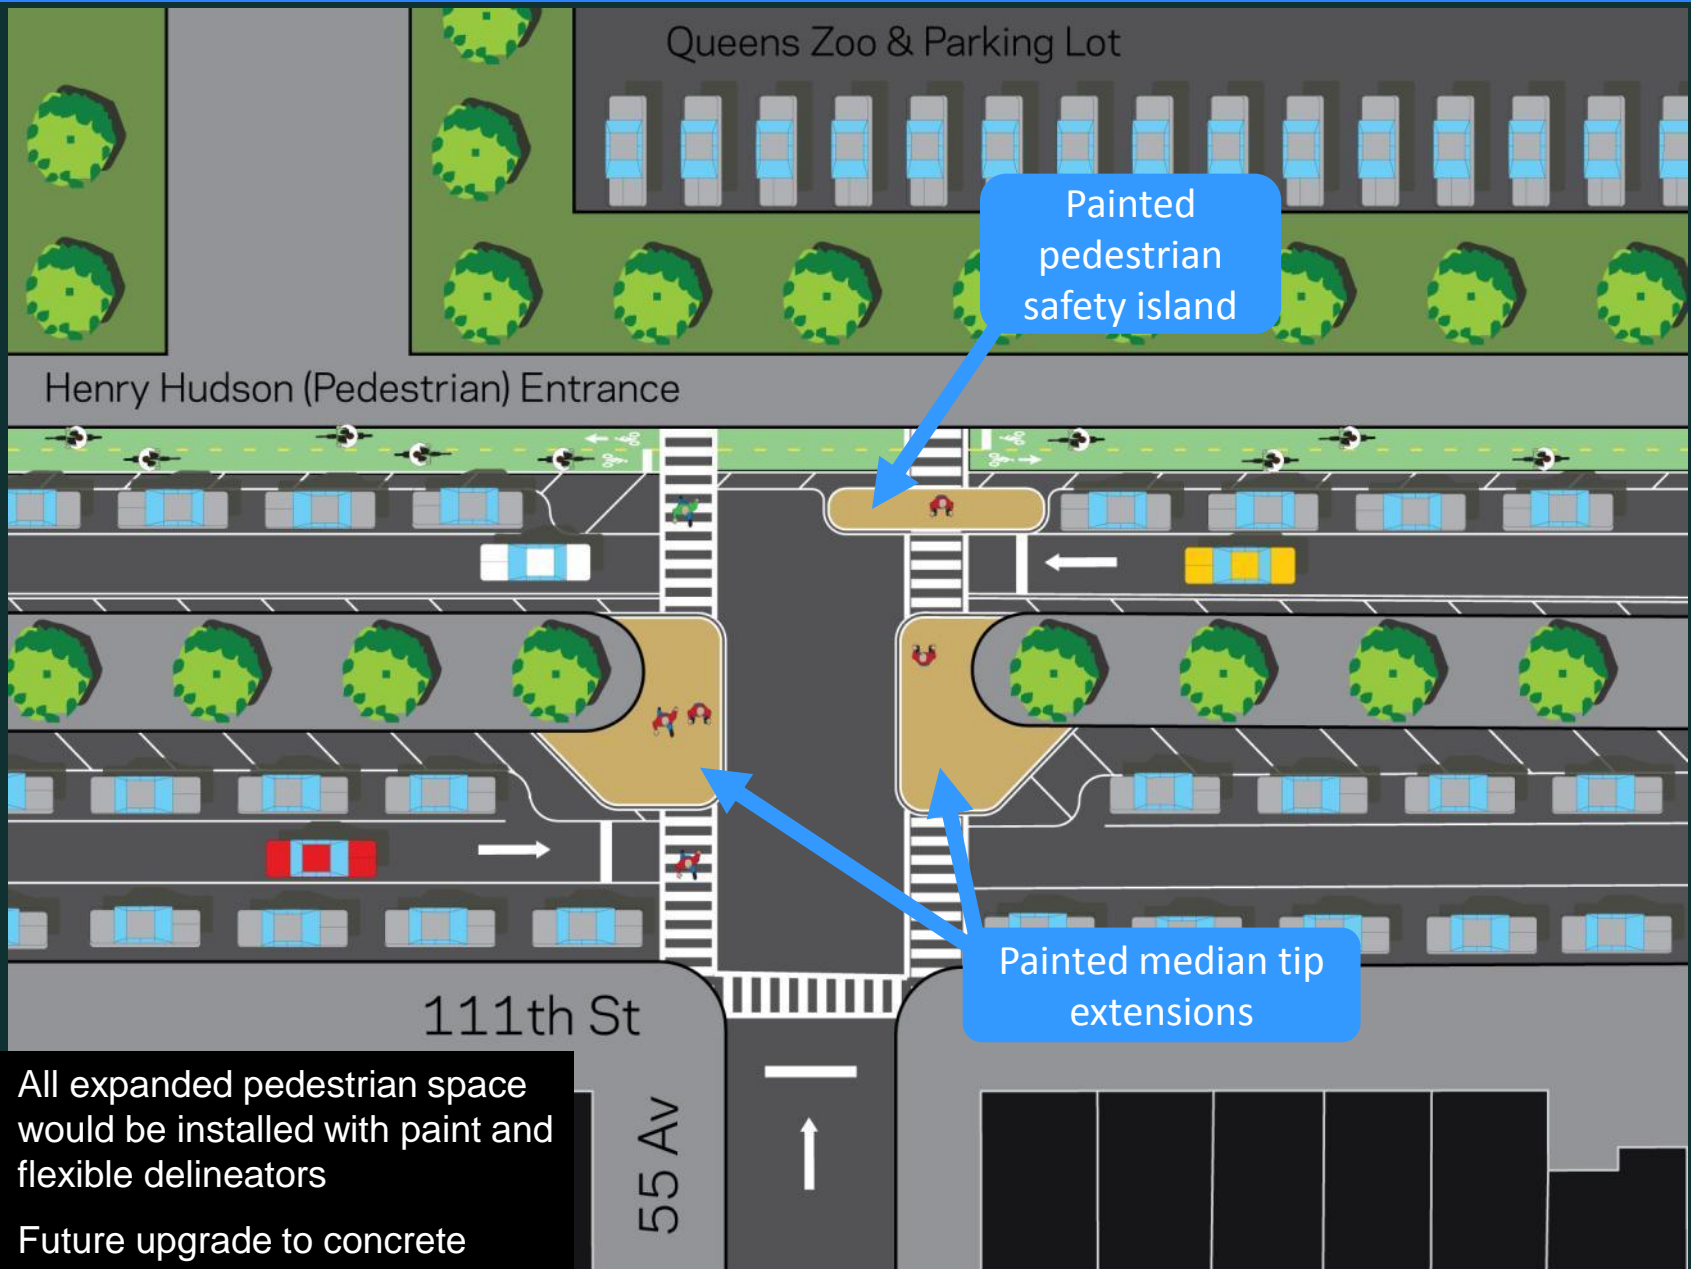 Queens Zoo & Parking Lot
Painted
pedestrian
safety island
Henry Hudson (Pedestrian) Entrance
Painted median tip
extensions
111th St
55 Av
All expanded pedestrian space
would be installed with paint and
flexible delineators
Future upgrade to concrete